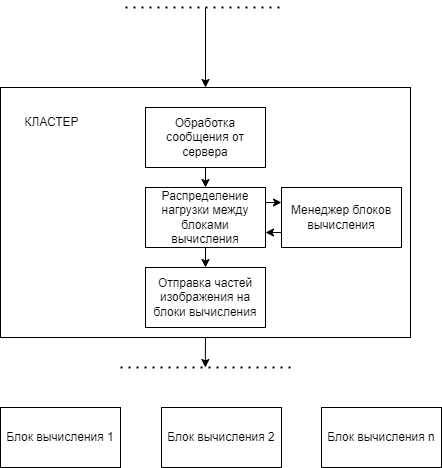 КЛАСТЕР
Обработка
сообщения от
сервера
Распределение
нагрузки между
блоками
вычисления
Менеджер блоков
вычисления
Отправка частей
изображения на
блоки вычисления
Блок вычисления 1
Блок вычисления 2
Блок вычисления n